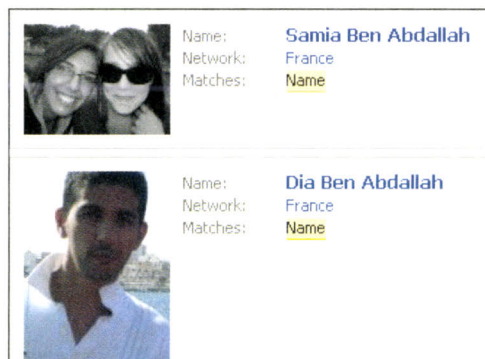 Name: Samia Ben Abdallah
Network: France
Matches: Name
Name: Dia Ben Abdallah
Network: France
Matches: Name